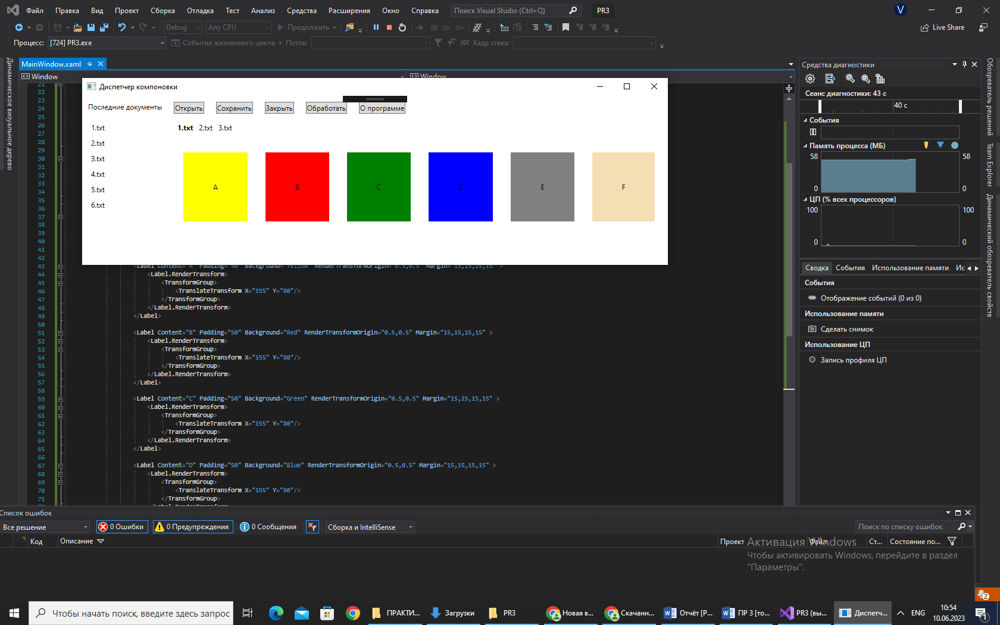 Файл Правка Вид Проект Сборка Отладка Тест Анализ Средства Расширения Окно Справка Поиск Visual Studio (Ctrl+Q) PR3 V
Debug Any CPU Продолжить Live Share
Процесс: [724] PR3.exe События жизненного цикла Поток: Кадр стека:
Динамическое визуальное дерево
MainWindow.xaml
Window Window
Диспетчер компоновки
Последние документы Открыть Сохранить Закрыть Обработать О программе
1.txt 1.txt 2.txt 3.txt
2.txt
3.txt
4.txt
5.txt
6.txt
A B C D E F
21
22
23
24
25
26
27
28
29
30
31
32
33
34
35
36
37
38
39
40
41
42
43 <Label Content="A" Padding="50" Background="Yellow" RenderTransformOrigin="0.5,0.5" Margin="15,15,15,15" >
44 <Label.RenderTransform>
45 <TransformGroup>
46 <TranslateTransform X="155" Y="80"/>
47 </TransformGroup>
48 </Label.RenderTransform>
49 </Label>
50
51 <Label Content="B" Padding="50" Background="Red" RenderTransformOrigin="0.5,0.5" Margin="15,15,15,15" >
52 <Label.RenderTransform>
53 <TransformGroup>
54 <TranslateTransform X="155" Y="80"/>
55 </TransformGroup>
56 </Label.RenderTransform>
57 </Label>
58
59 <Label Content="C" Padding="50" Background="Green" RenderTransformOrigin="0.5,0.5" Margin="15,15,15,15" >
60 <Label.RenderTransform>
61 <TransformGroup>
62 <TranslateTransform X="155" Y="80"/>
63 </TransformGroup>
64 </Label.RenderTransform>
65 </Label>
66
67 <Label Content="D" Padding="50" Background="Blue" RenderTransformOrigin="0.5,0.5" Margin="15,15,15,15" >
68 <Label.RenderTransform>
69 <TransformGroup>
70 <TranslateTransform X="155" Y="80"/>
71 </TransformGroup>
Средства диагностики
Сеанс диагностики: 43 с
40 с
События
Память процесса (МБ)
58 58
0 0
ЦП (% всех процессоров)
100 100
0 0
Сводка События Использование памяти Ис
События
Отображение событий (0 из 0)
Использование памяти
Сделать снимок
Использование ЦП
Запись профиля ЦП
Обозреватель решений
Team Explorer
Динамический обозреватель свойств
Список ошибок
Все решение 0 Ошибки 0 Предупреждения 0 Сообщения Сборка и IntelliSense Поиск по списку ошибок
Код Описание Проект Файл Ст... Состояние по...
Активация Windows
Чтобы активировать Windows, перейдите в раздел
"Параметры".
2
Чтобы начать поиск, введите здесь запрос ПРАКТИ... Загрузки PR3 Новая в... Скачанн... Отчёт [Р... ПР 3 [то... PR3 (вы... Диспетч... ENG 10:54
10.06.2023
1